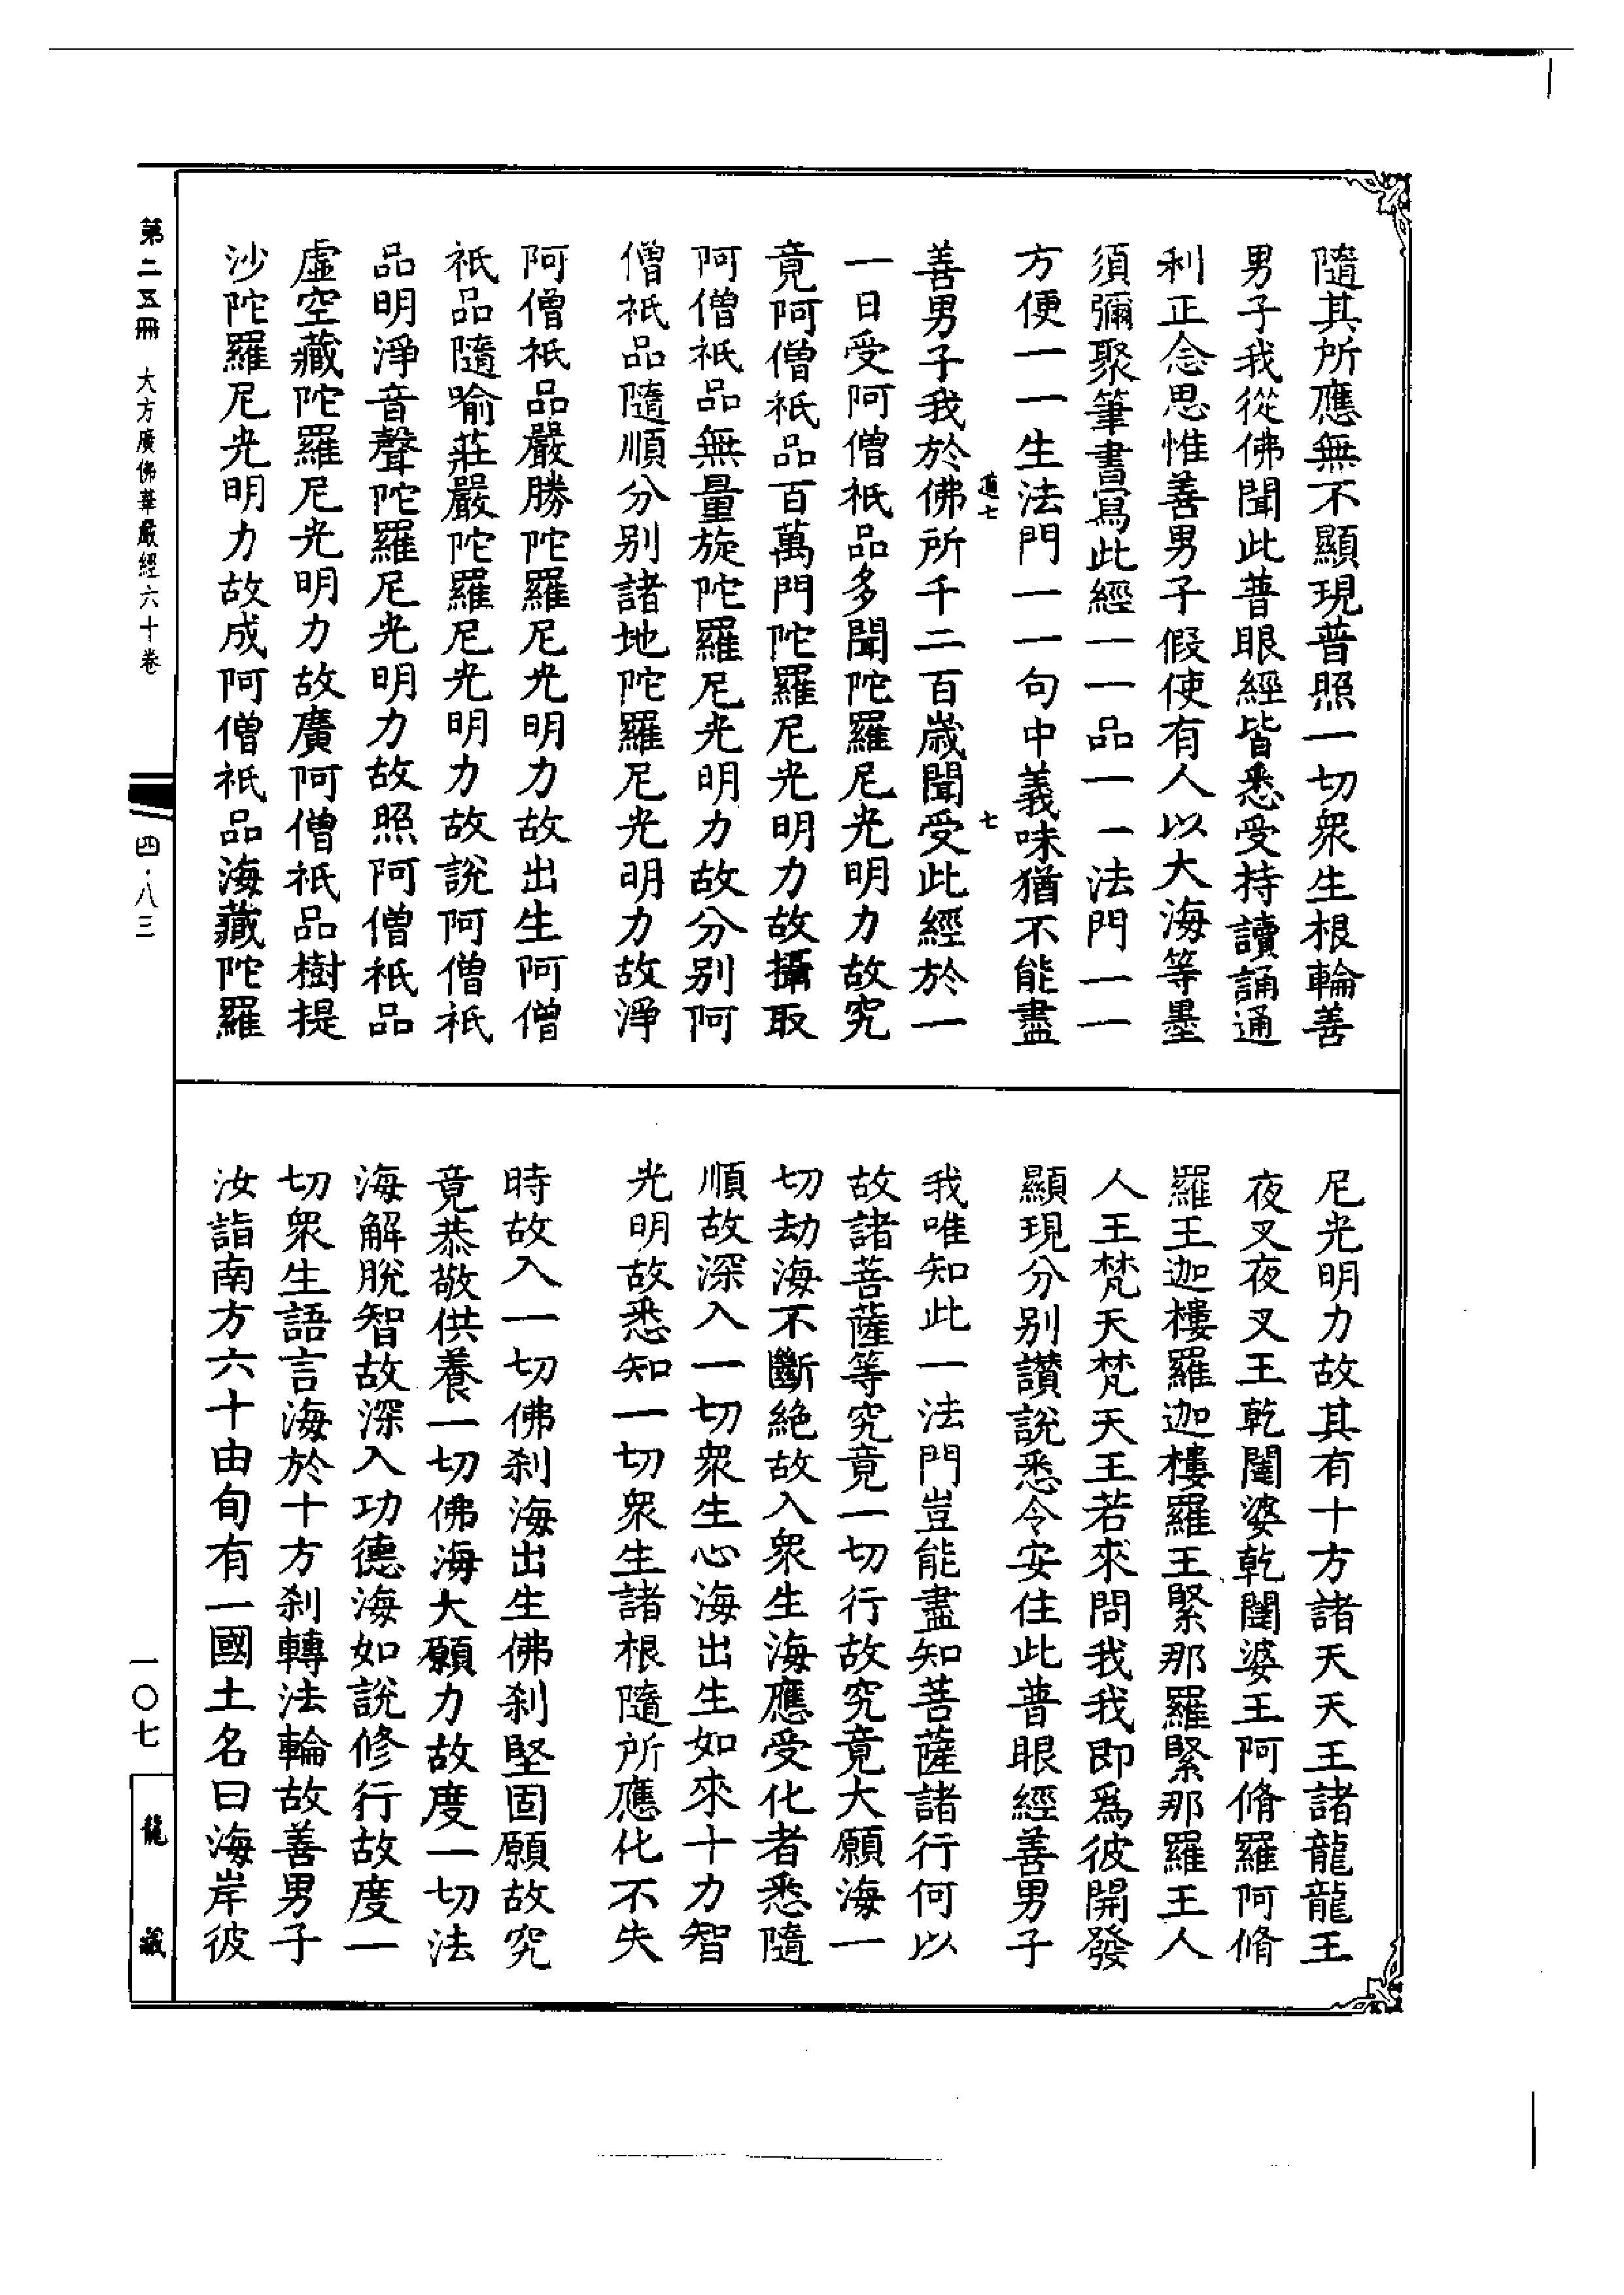 隨其所應無不顯現普照一切衆生根輪善
男子我從佛聞此普眼經皆悉受持讀誦通
利正念思惟善男子假使有人以大海等墨
須彌聚筆書寫此經一一品一一法門一一
方便一一生法門一一句中義味猶不能盡
道七
七
善男子我於佛所千二百歲聞受此經於一
一日受阿僧祇品多聞陀羅尼光明力故究
竟阿僧祇品百萬門陀羅尼光明力故攝取
阿僧祇品無量旋陀羅尼光明力故分别阿
僧祇品隨順分别諸地陀羅尼光明力故淨
阿僧祇品嚴勝陀羅尼光明力故出生阿僧
祇品隨喻莊嚴陀羅尼光明力故說阿僧祇
品明淨音聲陀羅尼光明力故照阿僧祇品
虛空藏陀羅尼光明力故廣阿僧祇品樹提
沙陀羅尼光明力故成阿僧祇品海藏陀羅
尼光明力故其有十方諸天天王諸龍龍王
夜叉夜叉王乾闥婆乾闥婆王阿脩羅阿脩
羅王迦樓羅迦樓羅王緊那羅緊那羅王人
人王梵天梵天王若來問我我即爲彼開發
顯現分别讃說悉令安住此普眼經善男子
我唯知此一法門豈能盡知菩薩諸行何以
故諸菩薩等究竟一切行故究竟大願海一
切劫海不斷絶故入衆生海應受化者悉隨
順故深入一切衆生心海出生如來十力智
光明故悉知一切衆生諸根隨所應化不失
時故入一切佛刹海出生佛刹堅固願故究
竟恭敬供養一切佛海大願力故度一切法
海解脫智故深入功德海如說修行故度一
切衆生語言海於十方刹轉法輪故善男子
汝詣南方六十由旬有一國土名曰海岸彼
第二五冊 大方廣佛華嚴經六十卷
四·八三
一〇七
龍藏